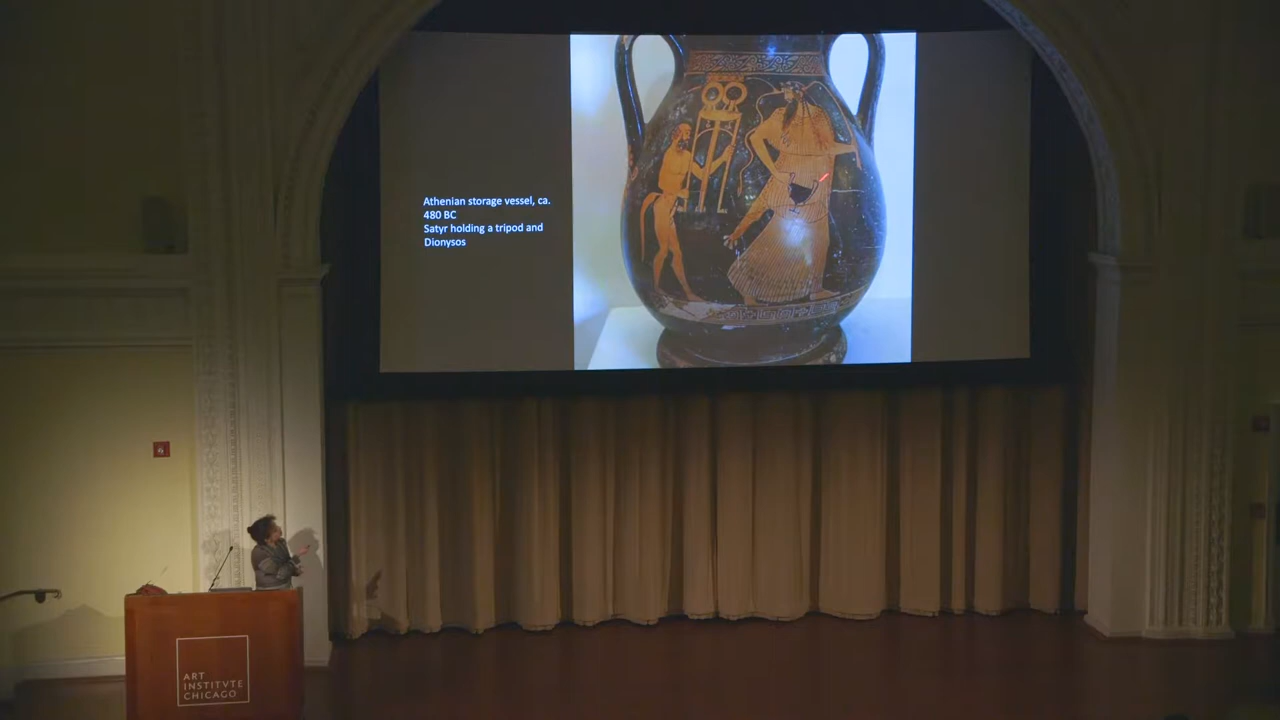 Athenian storage vessel, ca.
480 BC
Satyr holding a tripod and
Dionysos
ART
INSTITVTE
CHICAGO